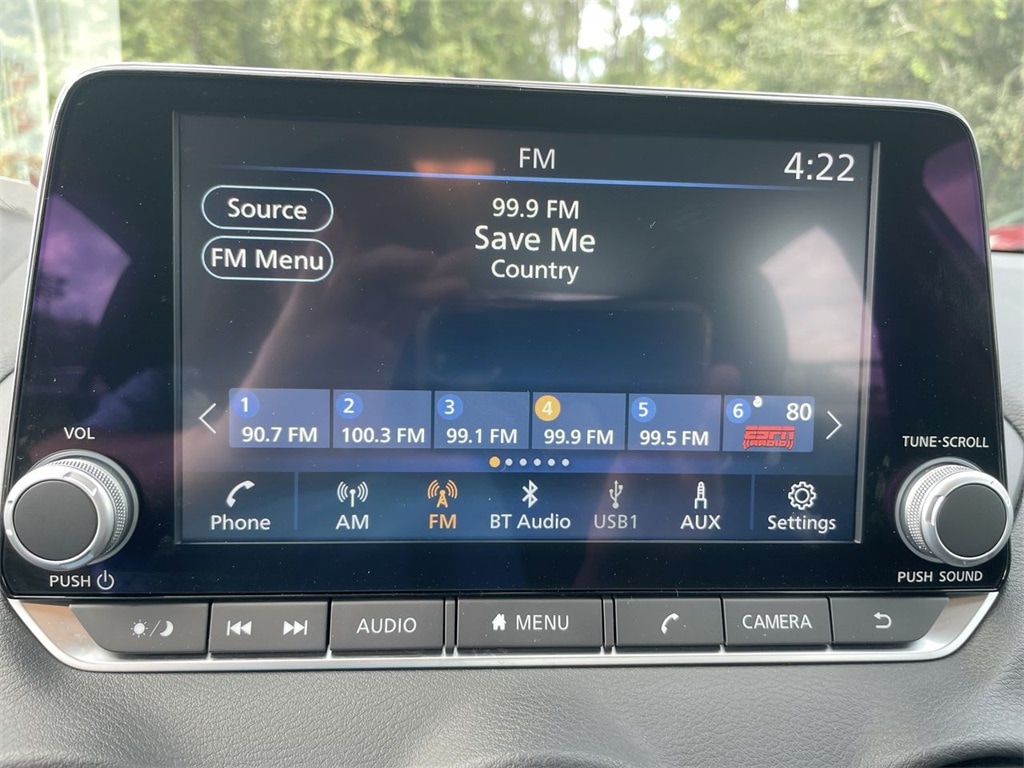 FM
4:22
Source
FM Menu
99.9 FM
Save Me
Country
1
90.7 FM
2
100.3 FM
3
99.1 FM
4
99.9 FM
5
99.5 FM
6
80
ESPN
RADIO
VOL
TUNE·SCROLL
Phone
AM
FM
BT Audio
USB1
AUX
Settings
PUSH
PUSH SOUND
AUDIO
MENU
CAMERA